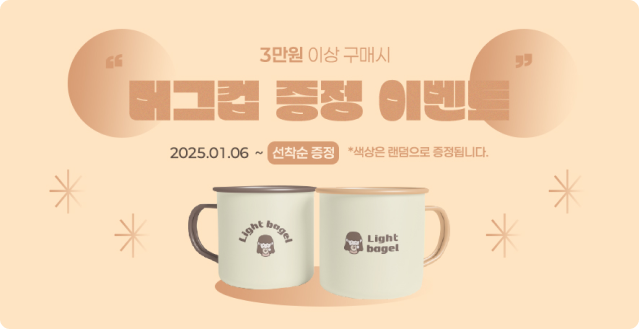 3만원 이상 구매시
“ 머그컵 증정 이벤트 ”
2025.01.06 ~ 선착순 증정 *색상은 랜덤으로 증정됩니다.
Light bagel
Light
bagel